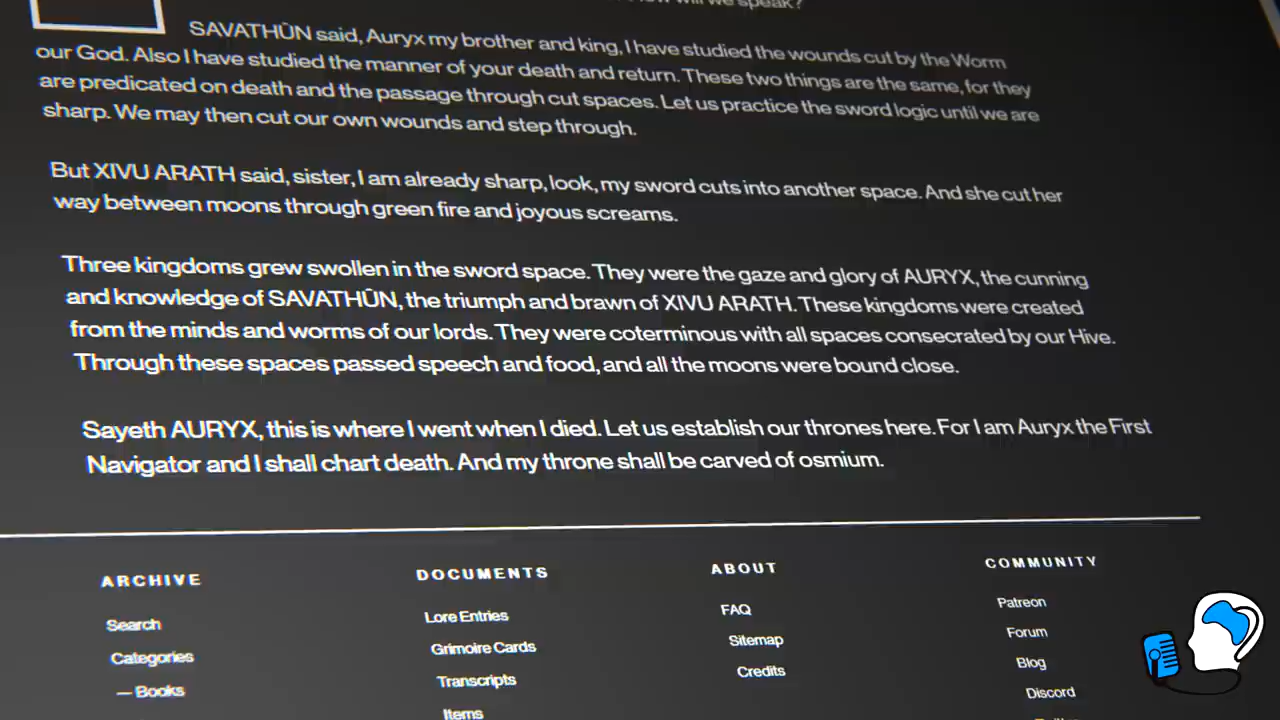 will we speak?
SAVATHÛN said, Auryx my brother and king, I have studied the wounds cut by the Worm
our God. Also I have studied the manner of your death and return. These two things are the same, for they
are predicated on death and the passage through cut spaces. Let us practice the sword logic until we are
sharp. We may then cut our own wounds and step through.
But XIVU ARATH said, sister, I am already sharp, look, my sword cuts into another space. And she cut her
way between moons through green fire and joyous screams.
Three kingdoms grew swollen in the sword space. They were the gaze and glory of AURYX, the cunning
and knowledge of SAVATHÛN, the triumph and brawn of XIVU ARATH. These kingdoms were created
from the minds and worms of our lords. They were coterminous with all spaces consecrated by our Hive.
Through these spaces passed speech and food, and all the moons were bound close.
Sayeth AURYX, this is where I went when I died. Let us establish our thrones here. For I am Auryx the First
Navigator and I shall chart death. And my throne shall be carved of osmium.
ARCHIVE
Search
Categories
— Books
DOCUMENTS
Lore Entries
Grimoire Cards
Transcripts
Items
ABOUT
FAQ
Sitemap
Credits
COMMUNITY
Patreon
Forum
Blog
Discord